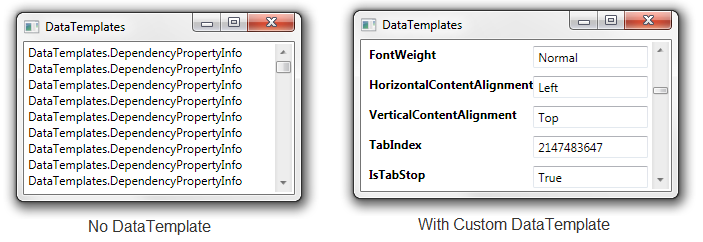 DataTemplates
DataTemplates.DependencyPropertyInfo
DataTemplates.DependencyPropertyInfo
DataTemplates.DependencyPropertyInfo
DataTemplates.DependencyPropertyInfo
DataTemplates.DependencyPropertyInfo
DataTemplates.DependencyPropertyInfo
DataTemplates.DependencyPropertyInfo
DataTemplates.DependencyPropertyInfo
DataTemplates.DependencyPropertyInfo
No DataTemplate
DataTemplates
FontWeight Normal
HorizontalContentAlignment Left
VerticalContentAlignment Top
TabIndex 2147483647
IsTabStop True
With Custom DataTemplate